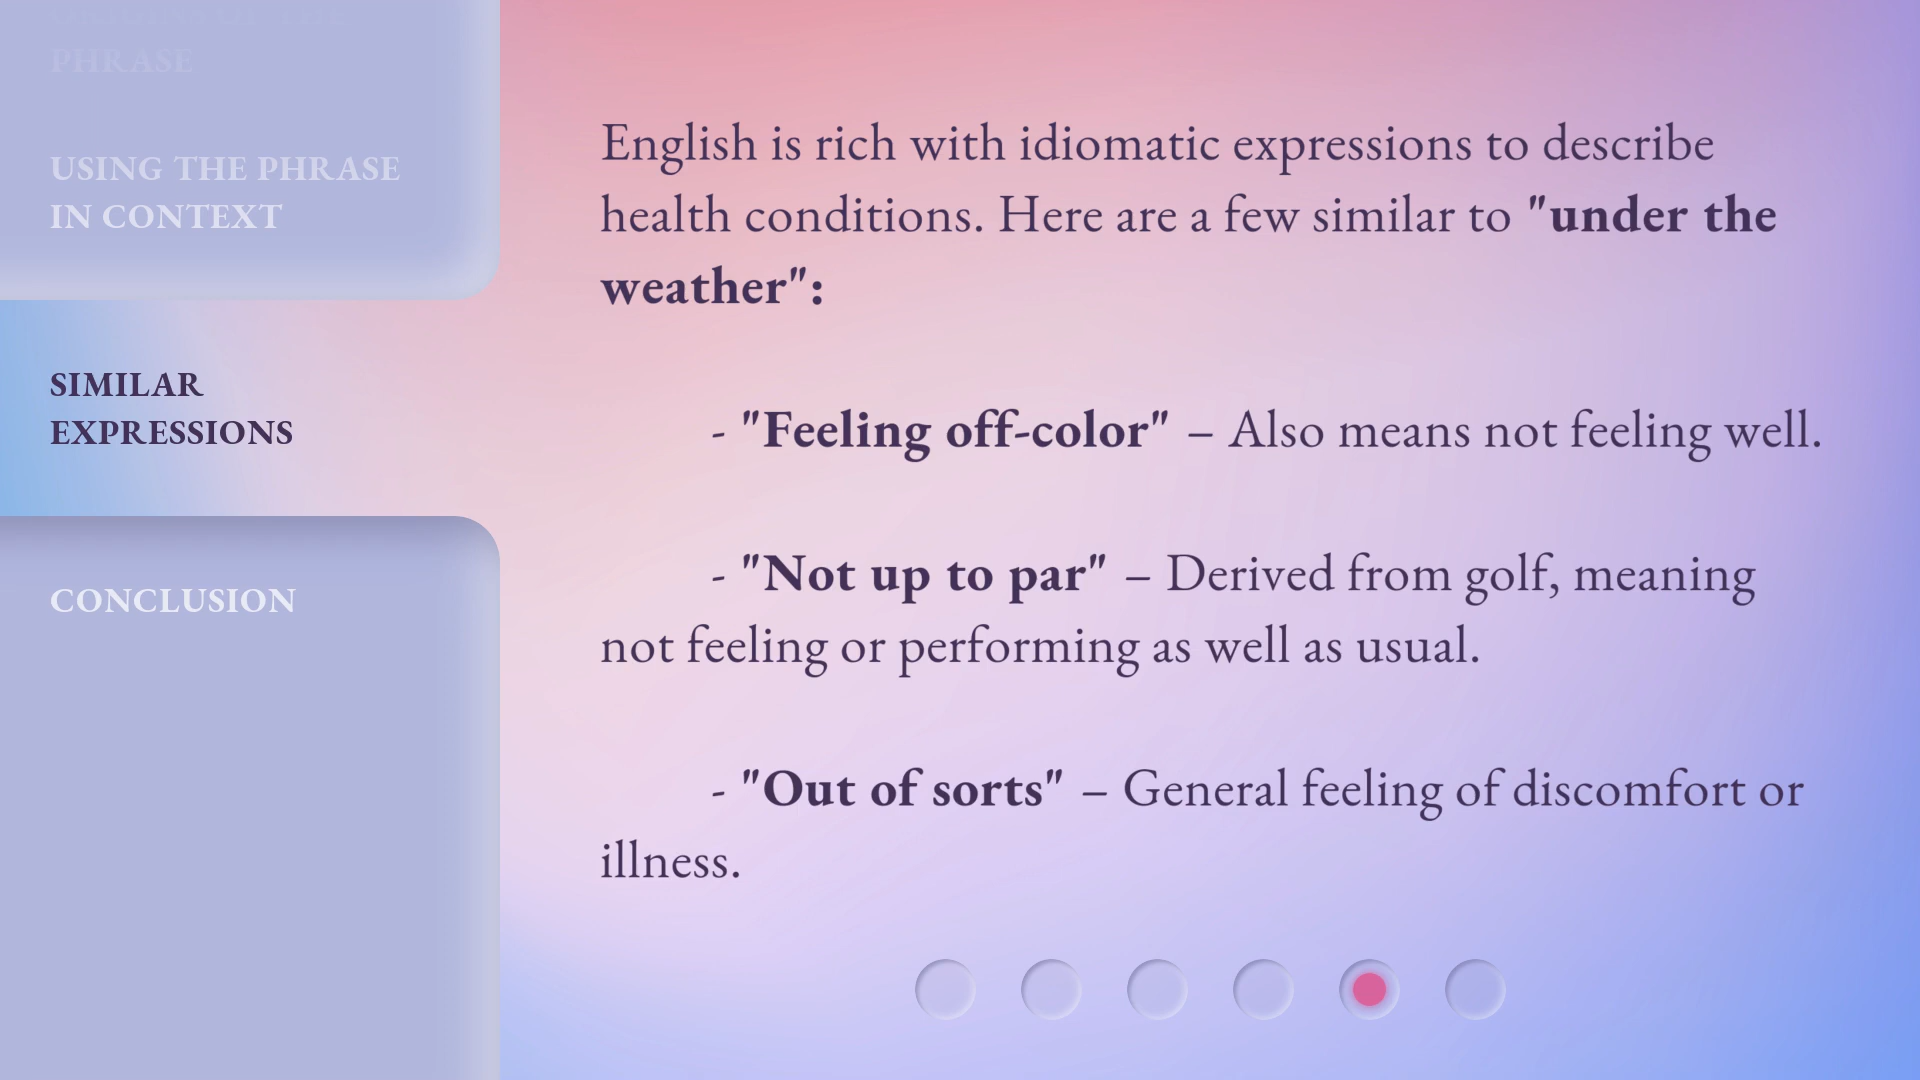 PHRASE
USING THE PHRASE
IN CONTEXT
SIMILAR
EXPRESSIONS
CONCLUSION
English is rich with idiomatic expressions to describe
health conditions. Here are a few similar to "under the
weather":
- "Feeling off-color" – Also means not feeling well.
- "Not up to par" – Derived from golf, meaning
not feeling or performing as well as usual.
- "Out of sorts" – General feeling of discomfort or
illness.